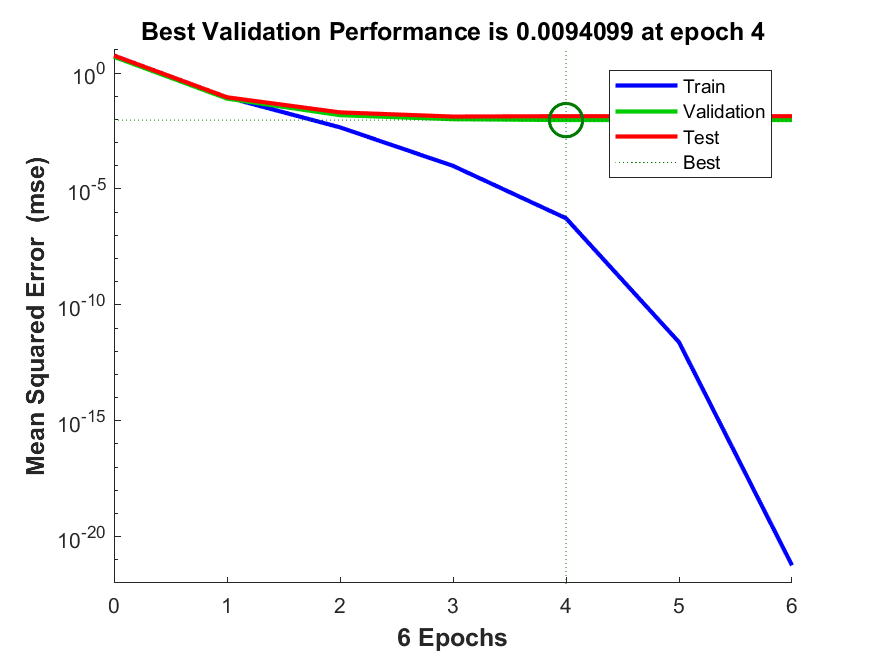 Best Validation Performance is 0.0094099 at epoch 4
Mean Squared Error (mse)
10^0
10^-5
10^-10
10^-15
10^-20
Train
Validation
Test
Best
0 1 2 3 4 5 6
6 Epochs